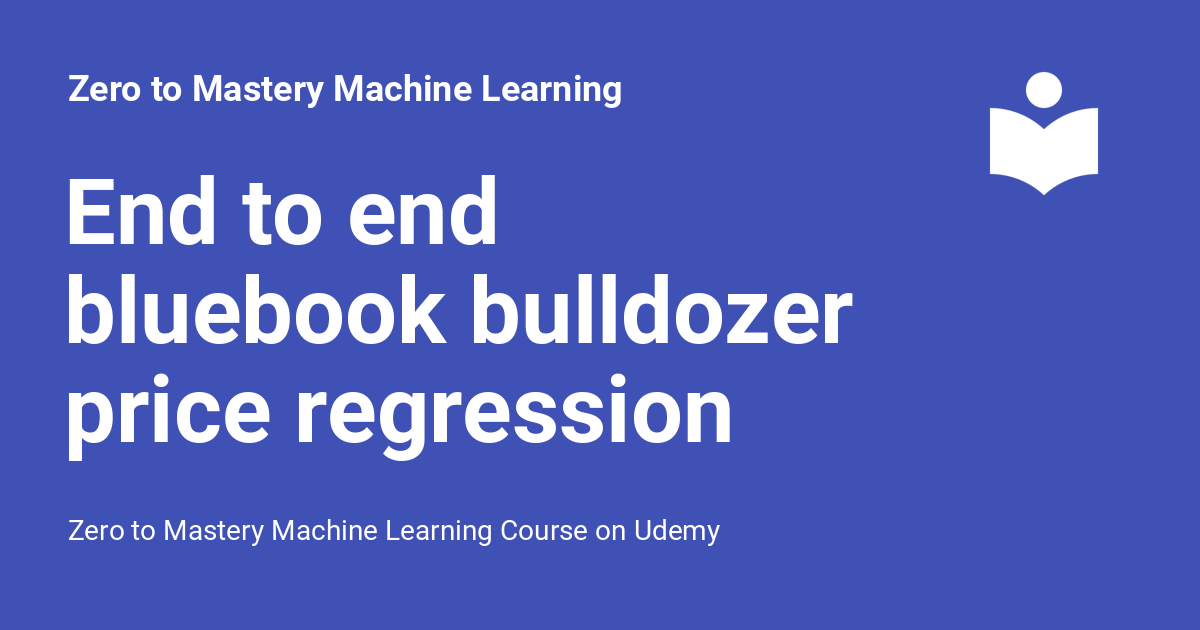 Zero to Mastery Machine Learning
End to end
bluebook bulldozer
price regression
Zero to Mastery Machine Learning Course on Udemy